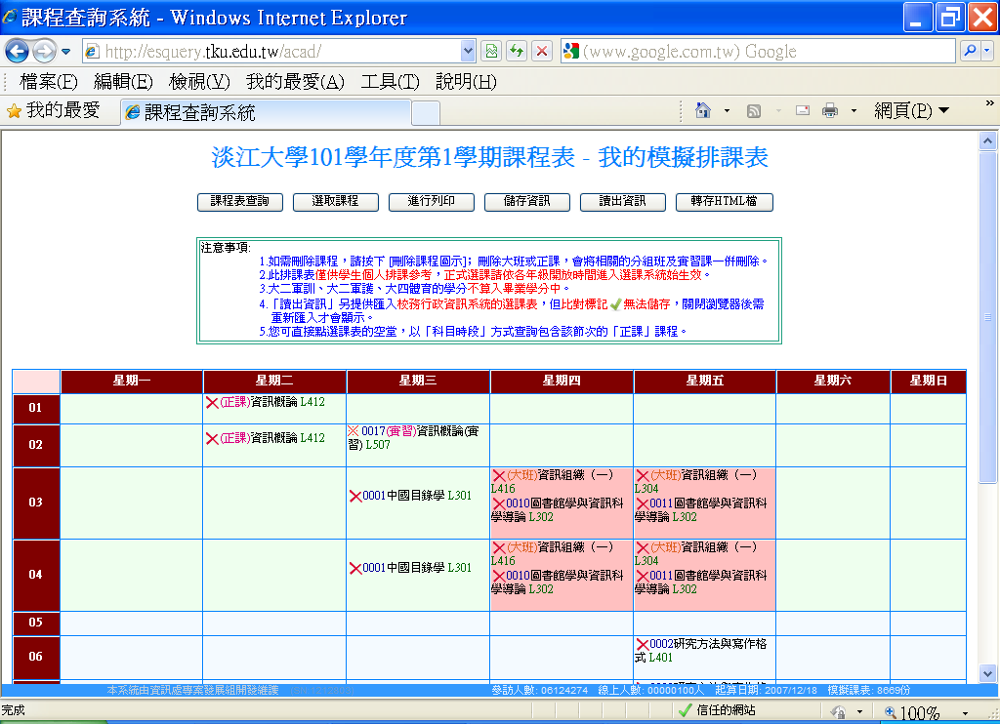 課程查詢系統 - Windows Internet Explorer
http://esquery.tku.edu.tw/acad/
(www.google.com.tw) Google
檔案(F) 編輯(E) 檢視(V) 我的最愛(A) 工具(T) 說明(H)
我的最愛 課程查詢系統 網頁(P)
淡江大學101學年度第1學期課程表 - 我的模擬排課表
課程表查詢 選取課程 進行列印 儲存資訊 讀出資訊 轉存HTML檔
注意事項:
1.如需刪除課程，請按下 [刪除課程圖示]；刪除大班或正課，會將相關的分組班及實習課一併刪除。
2.此排課表僅供學生個人排課參考，正式選課請依各年級開放時間進入選課系統始生效。
3.大二軍訓、大二軍護、大四體育的學分不算入畢業學分中。
4.「讀出資訊」另提供匯入校務行政資訊系統的選課表，但比對標記 無法儲存，關閉瀏覽器後需
重新匯入才會顯示。
5.您可直接點選課表的空堂，以「科目時段」方式查詢包含該節次的「正課」課程。
星期一 星期二 星期三 星期四 星期五 星期六 星期日
01 (正課)資訊概論 L412
02 (正課)資訊概論 L412 0017(實習)資訊概論(實
習) L507
03 0001中國目錄學 L301
(大班)資訊組織（一）
L416
0010圖書館學與資訊科
學導論 L302
(大班)資訊組織（一）
L304
0011圖書館學與資訊科
學導論 L302
04 0001中國目錄學 L301
(大班)資訊組織（一）
L416
0010圖書館學與資訊科
學導論 L302
(大班)資訊組織（一）
L304
0011圖書館學與資訊科
學導論 L302
05
06 0002研究方法與寫作格
式 L401
本系統由資訊處專案發展組開發維護
參訪人數: 06124274 線上人數: 00000100人 起算日期: 2007/12/18 模擬課表: 8669份
完成 信任的網站 100%